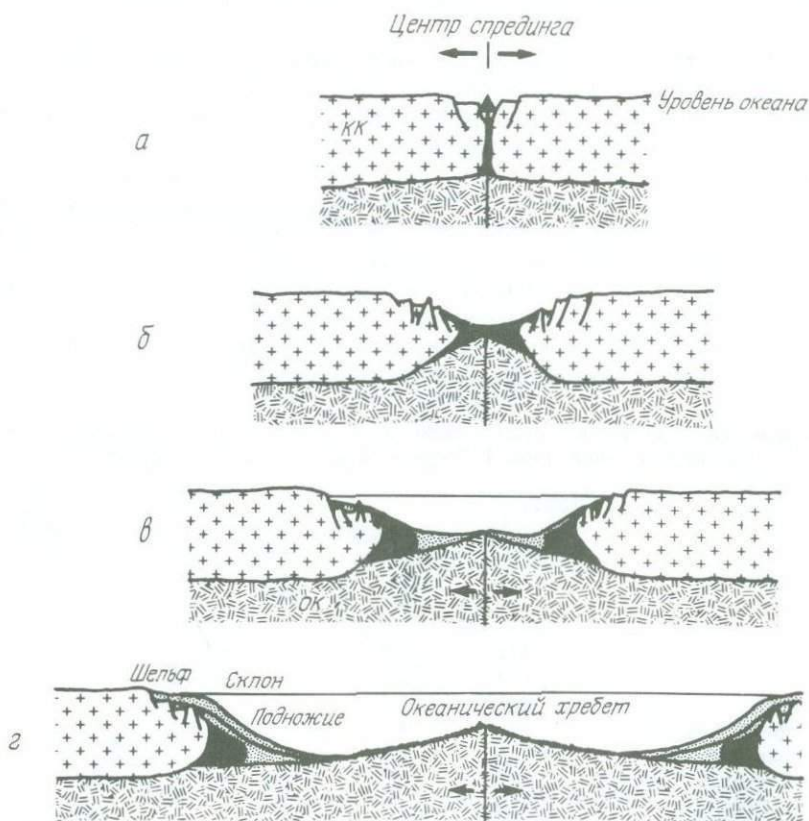 Центр спрединга
Уровень океана
а
КК
б
в
ОК
г
Шельф
Склон
Подножие
Океанический хребет